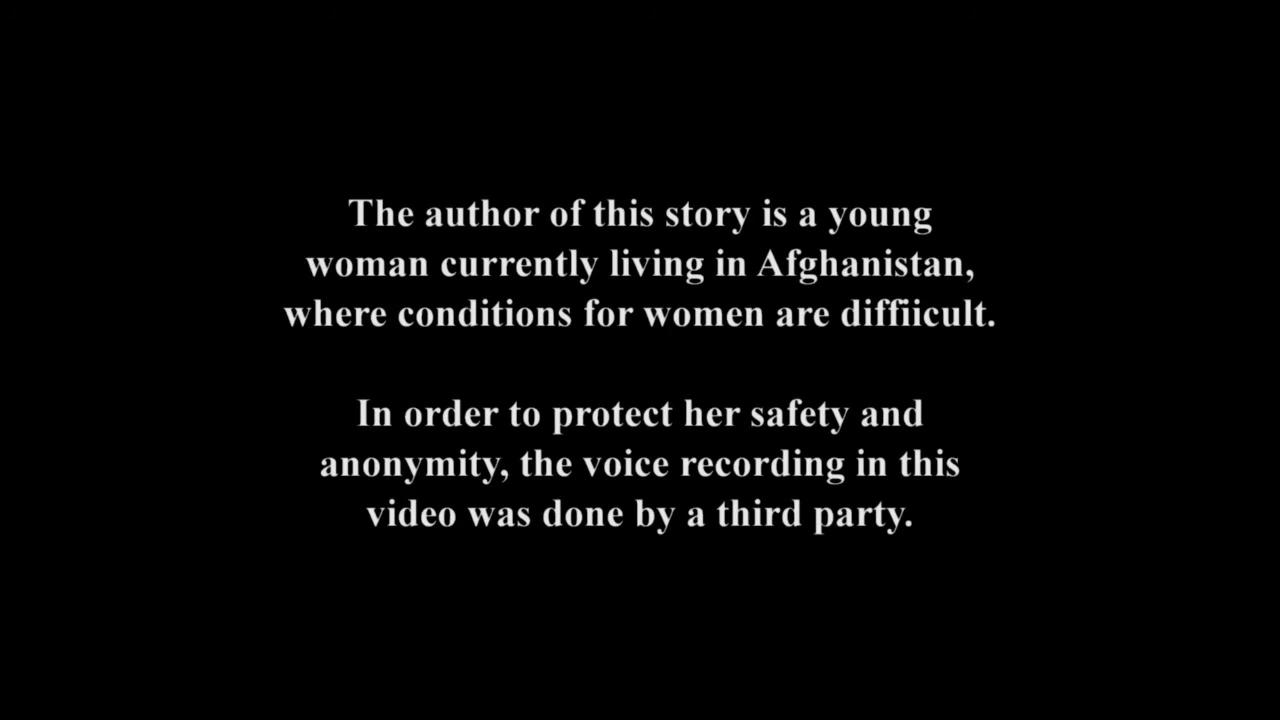 The author of this story is a young
woman currently living in Afghanistan,
where conditions for women are diffiicult.
In order to protect her safety and
anonymity, the voice recording in this
video was done by a third party.